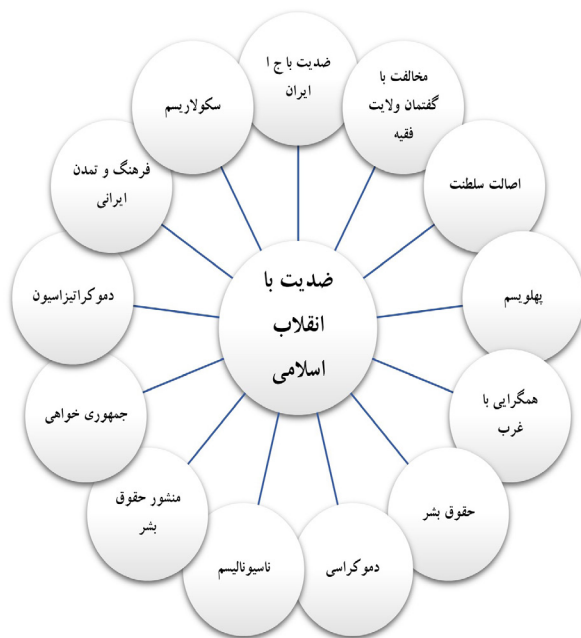 ضدیت با ج ا
ایران
مخالفت با
گفتمان ولایت
فقیه
اصالت سلطنت
پهلویسم
همگرایی با
غرب
حقوق بشر
دموکراسی
ناسیونالیسم
منشور حقوق
بشر
جمهوری خواهی
دموکراتیزاسیون
فرهنگ و تمدن
ایرانی
سکولاریسم
ضدیت با
انقلاب
اسلامی